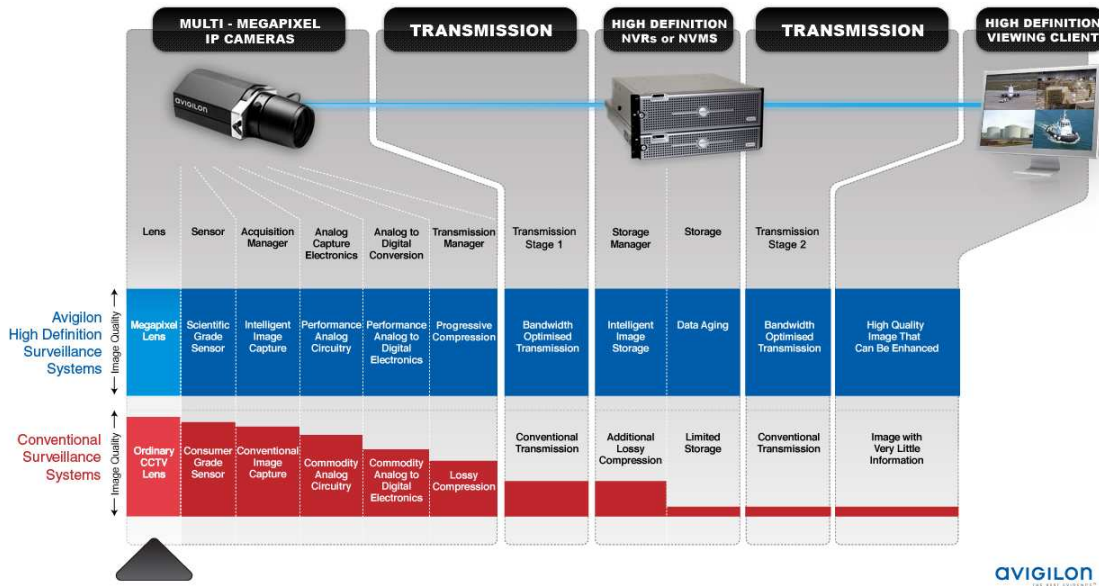 MULTI - MEGAPIXEL
IP CAMERAS
TRANSMISSION
HIGH DEFINITION
NVRs or NVMS
TRANSMISSION
HIGH DEFINITION
VIEWING CLIENT
avigilon
Lens
Sensor
Acquisition
Manager
Analog
Capture
Electronics
Analog to
Digital
Conversion
Transmission
Manager
Transmission
Stage 1
Storage
Manager
Storage
Transmission
Stage 2
Avigilon
High Definition
Surveillance
Systems
Image Quality
Megapixel
Lens
Scientific
Grade
Sensor
Intelligent
Image
Capture
Performance
Analog
Circuitry
Performance
Analog to
Digital
Electronics
Progressive
Compression
Bandwidth
Optimised
Transmission
Intelligent
Image
Storage
Data Aging
Bandwidth
Optimised
Transmission
High Quality
Image That
Can Be Enhanced
Conventional
Surveillance
Systems
Image Quality
Ordinary
CCTV
Lens
Consumer
Grade
Sensor
Conventional
Image
Capture
Commodity
Analog
Circuitry
Commodity
Analog to
Digital
Electronics
Lossy
Compression
Conventional
Transmission
Additional
Lossy
Compression
Limited
Storage
Conventional
Transmission
Image with
Very Little
Information
avigilon
THE BEST EVIDENCE™